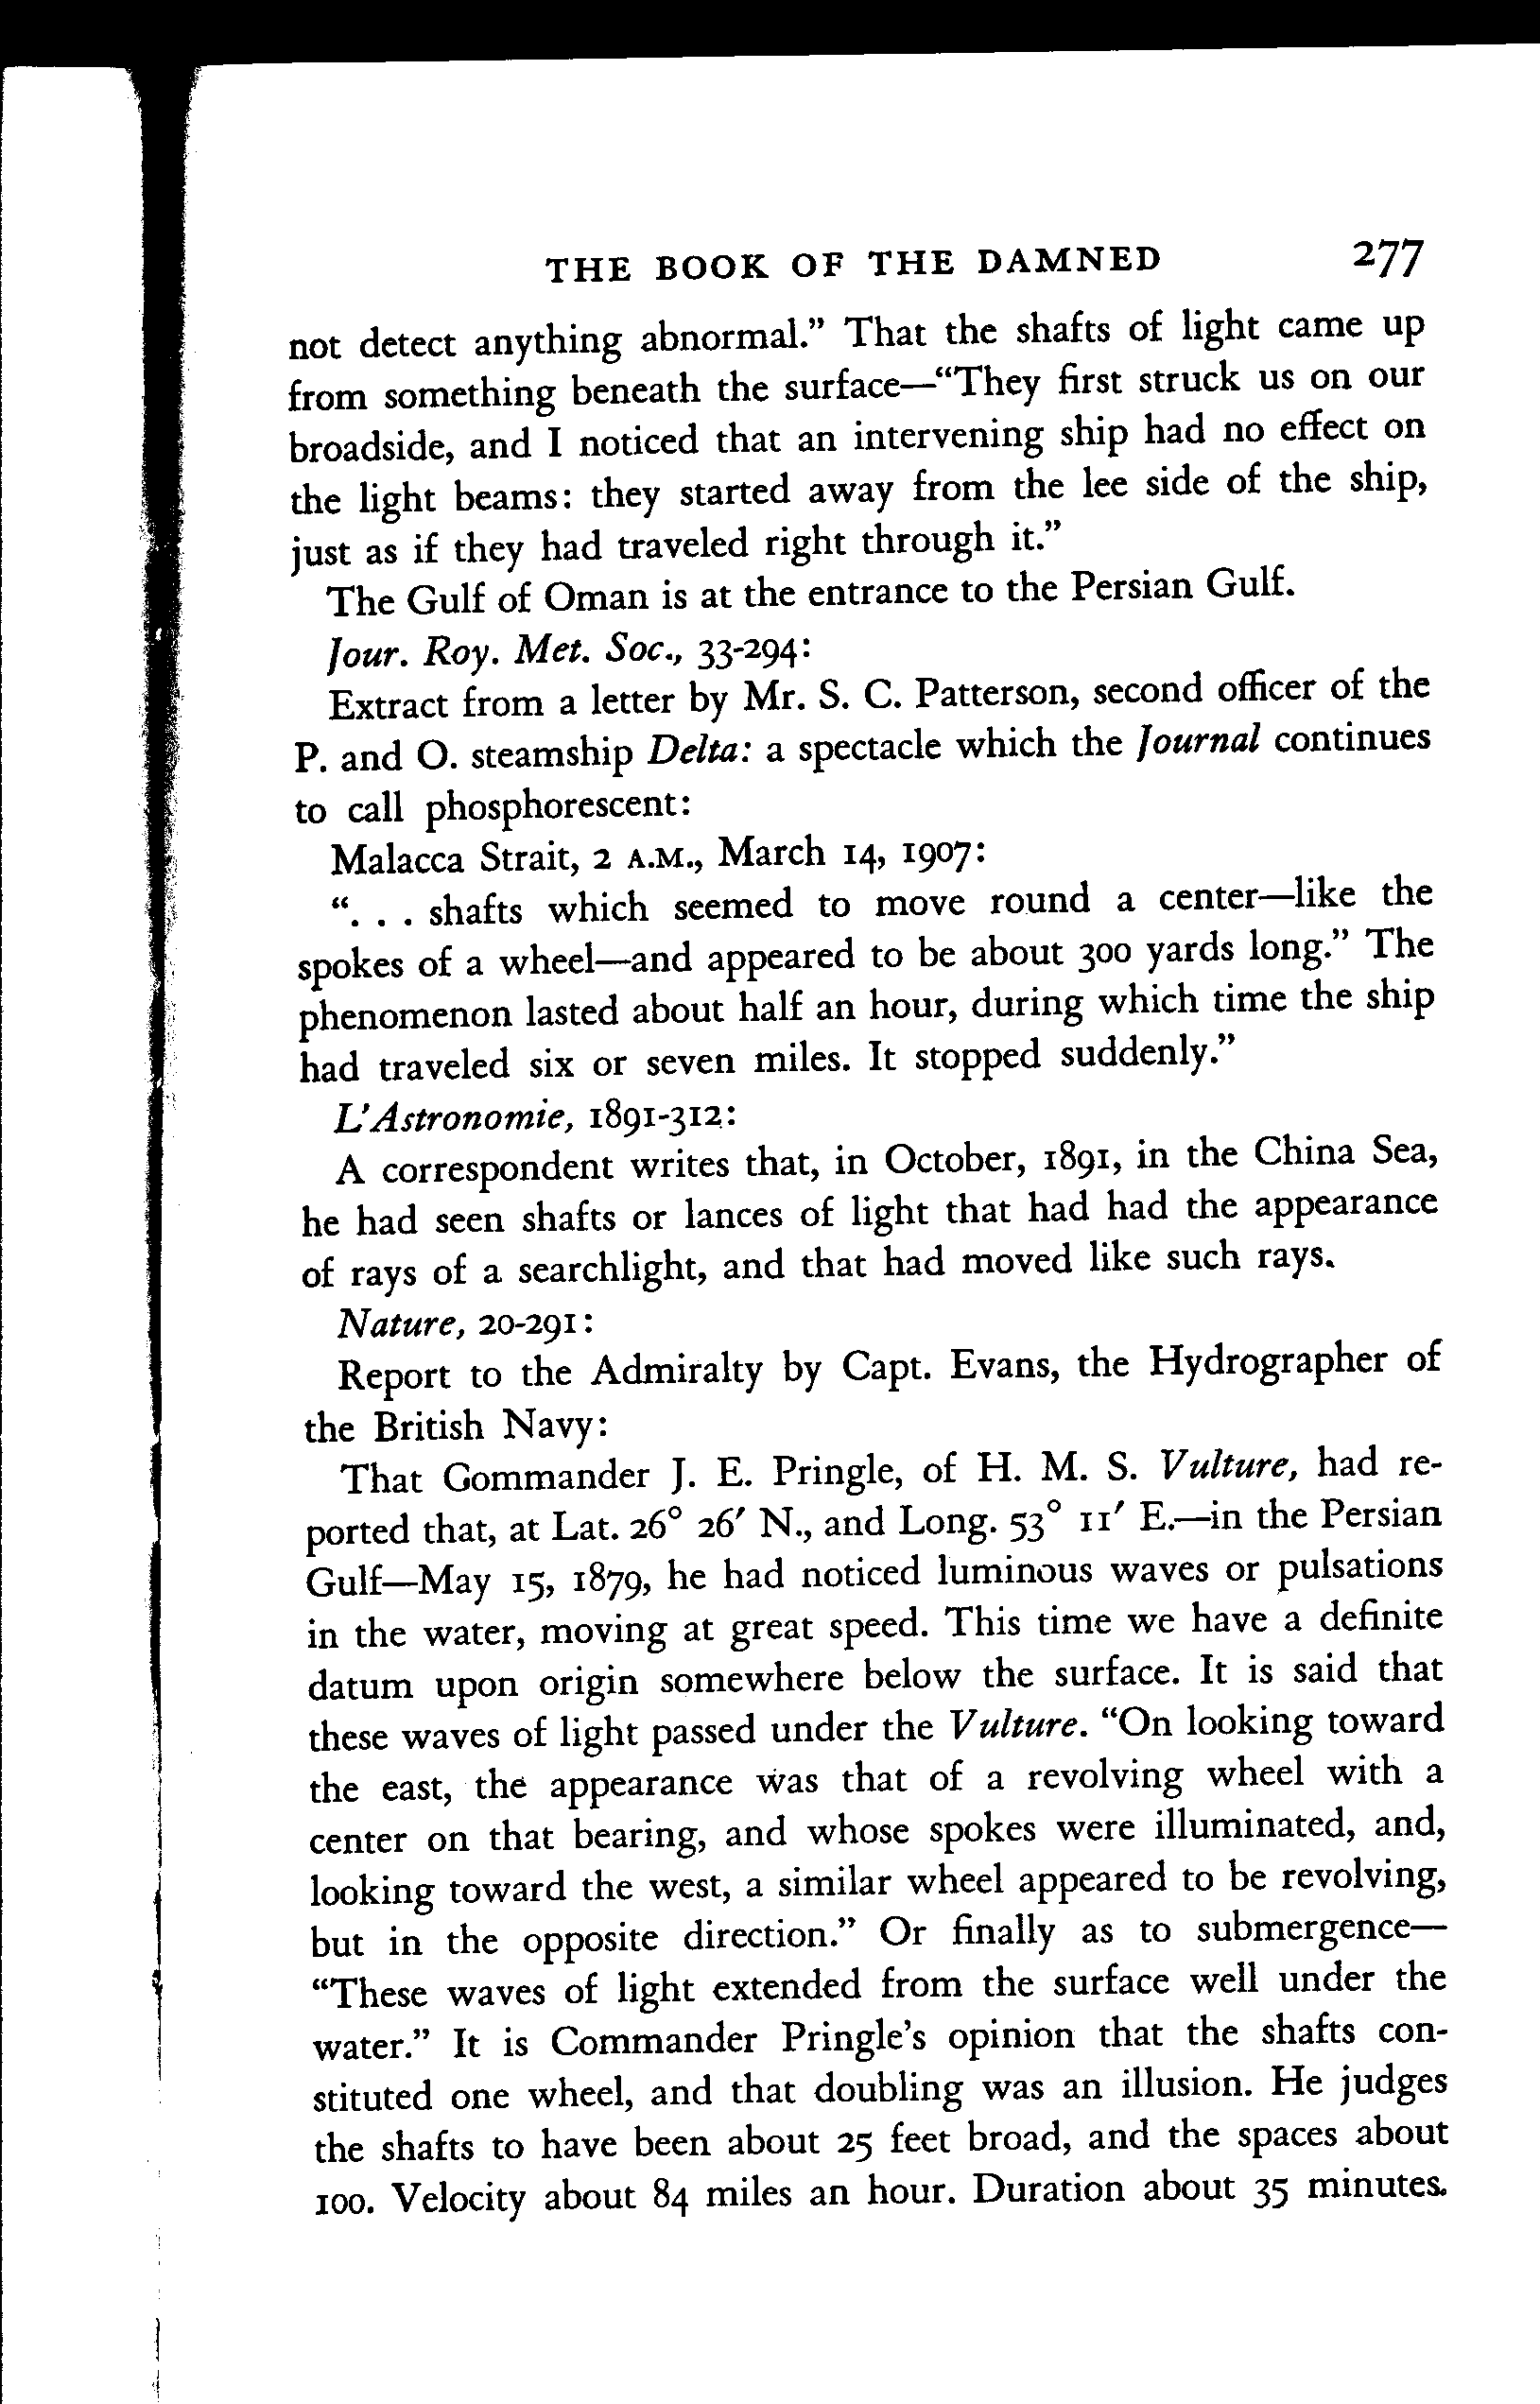 THE BOOK OF THE DAMNED 277
not detect anything abnormal.” That the shafts of light came up
from something beneath the surface—“They first struck us on our
broadside, and I noticed that an intervening ship had no effect on
the light beams: they started away from the lee side of the ship,
just as if they had traveled right through it.”
The Gulf of Oman is at the entrance to the Persian Gulf.
Jour. Roy. Met. Soc., 33-294:
Extract from a letter by Mr. S. C. Patterson, second officer of the
P. and O. steamship Delta: a spectacle which the Journal continues
to call phosphorescent:
Malacca Strait, 2 A.M., March 14, 1907:
“. . . shafts which seemed to move round a center—like the
spokes of a wheel—and appeared to be about 300 yards long.” The
phenomenon lasted about half an hour, during which time the ship
had traveled six or seven miles. It stopped suddenly.”
L’Astronomie, 1891-312:
A correspondent writes that, in October, 1891, in the China Sea,
he had seen shafts or lances of light that had had the appearance
of rays of a searchlight, and that had moved like such rays.
Nature, 20-291:
Report to the Admiralty by Capt. Evans, the Hydrographer of
the British Navy:
That Gommander J. E. Pringle, of H. M. S. Vulture, had re-
ported that, at Lat. 26° 26′ N., and Long. 53° 11′ E.—in the Persian
Gulf—May 15, 1879, he had noticed luminous waves or pulsations
in the water, moving at great speed. This time we have a definite
datum upon origin somewhere below the surface. It is said that
these waves of light passed under the Vulture. “On looking toward
the east, the appearance was that of a revolving wheel with a
center on that bearing, and whose spokes were illuminated, and,
looking toward the west, a similar wheel appeared to be revolving,
but in the opposite direction.” Or finally as to submergence—
“These waves of light extended from the surface well under the
water.” It is Commander Pringle’s opinion that the shafts con-
stituted one wheel, and that doubling was an illusion. He judges
the shafts to have been about 25 feet broad, and the spaces about
100. Velocity about 84 miles an hour. Duration about 35 minutes.